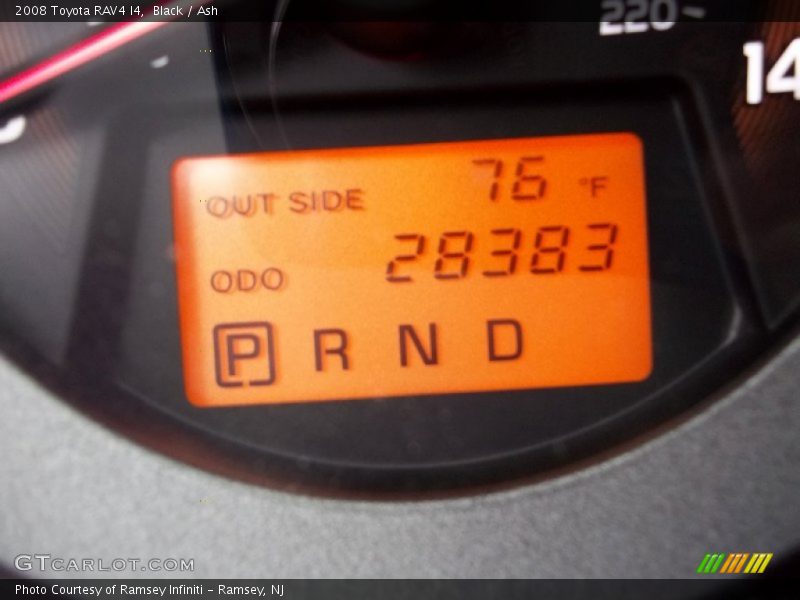 2008 Toyota RAV4 I4, Black / Ash
220
14
OUT SIDE 76 °F
ODO 28383
P R N D
GTCARLOT.COM
Photo Courtesy of Ramsey Infiniti – Ramsey, NJ